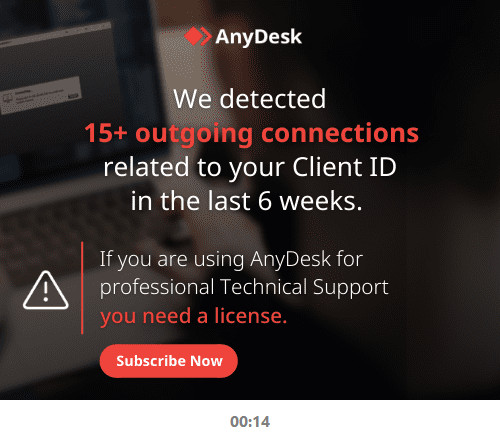 AnyDesk
We detected
15+ outgoing connections
related to your Client ID
in the last 6 weeks.
If you are using AnyDesk for
professional Technical Support
you need a license.
Subscribe Now
00:14